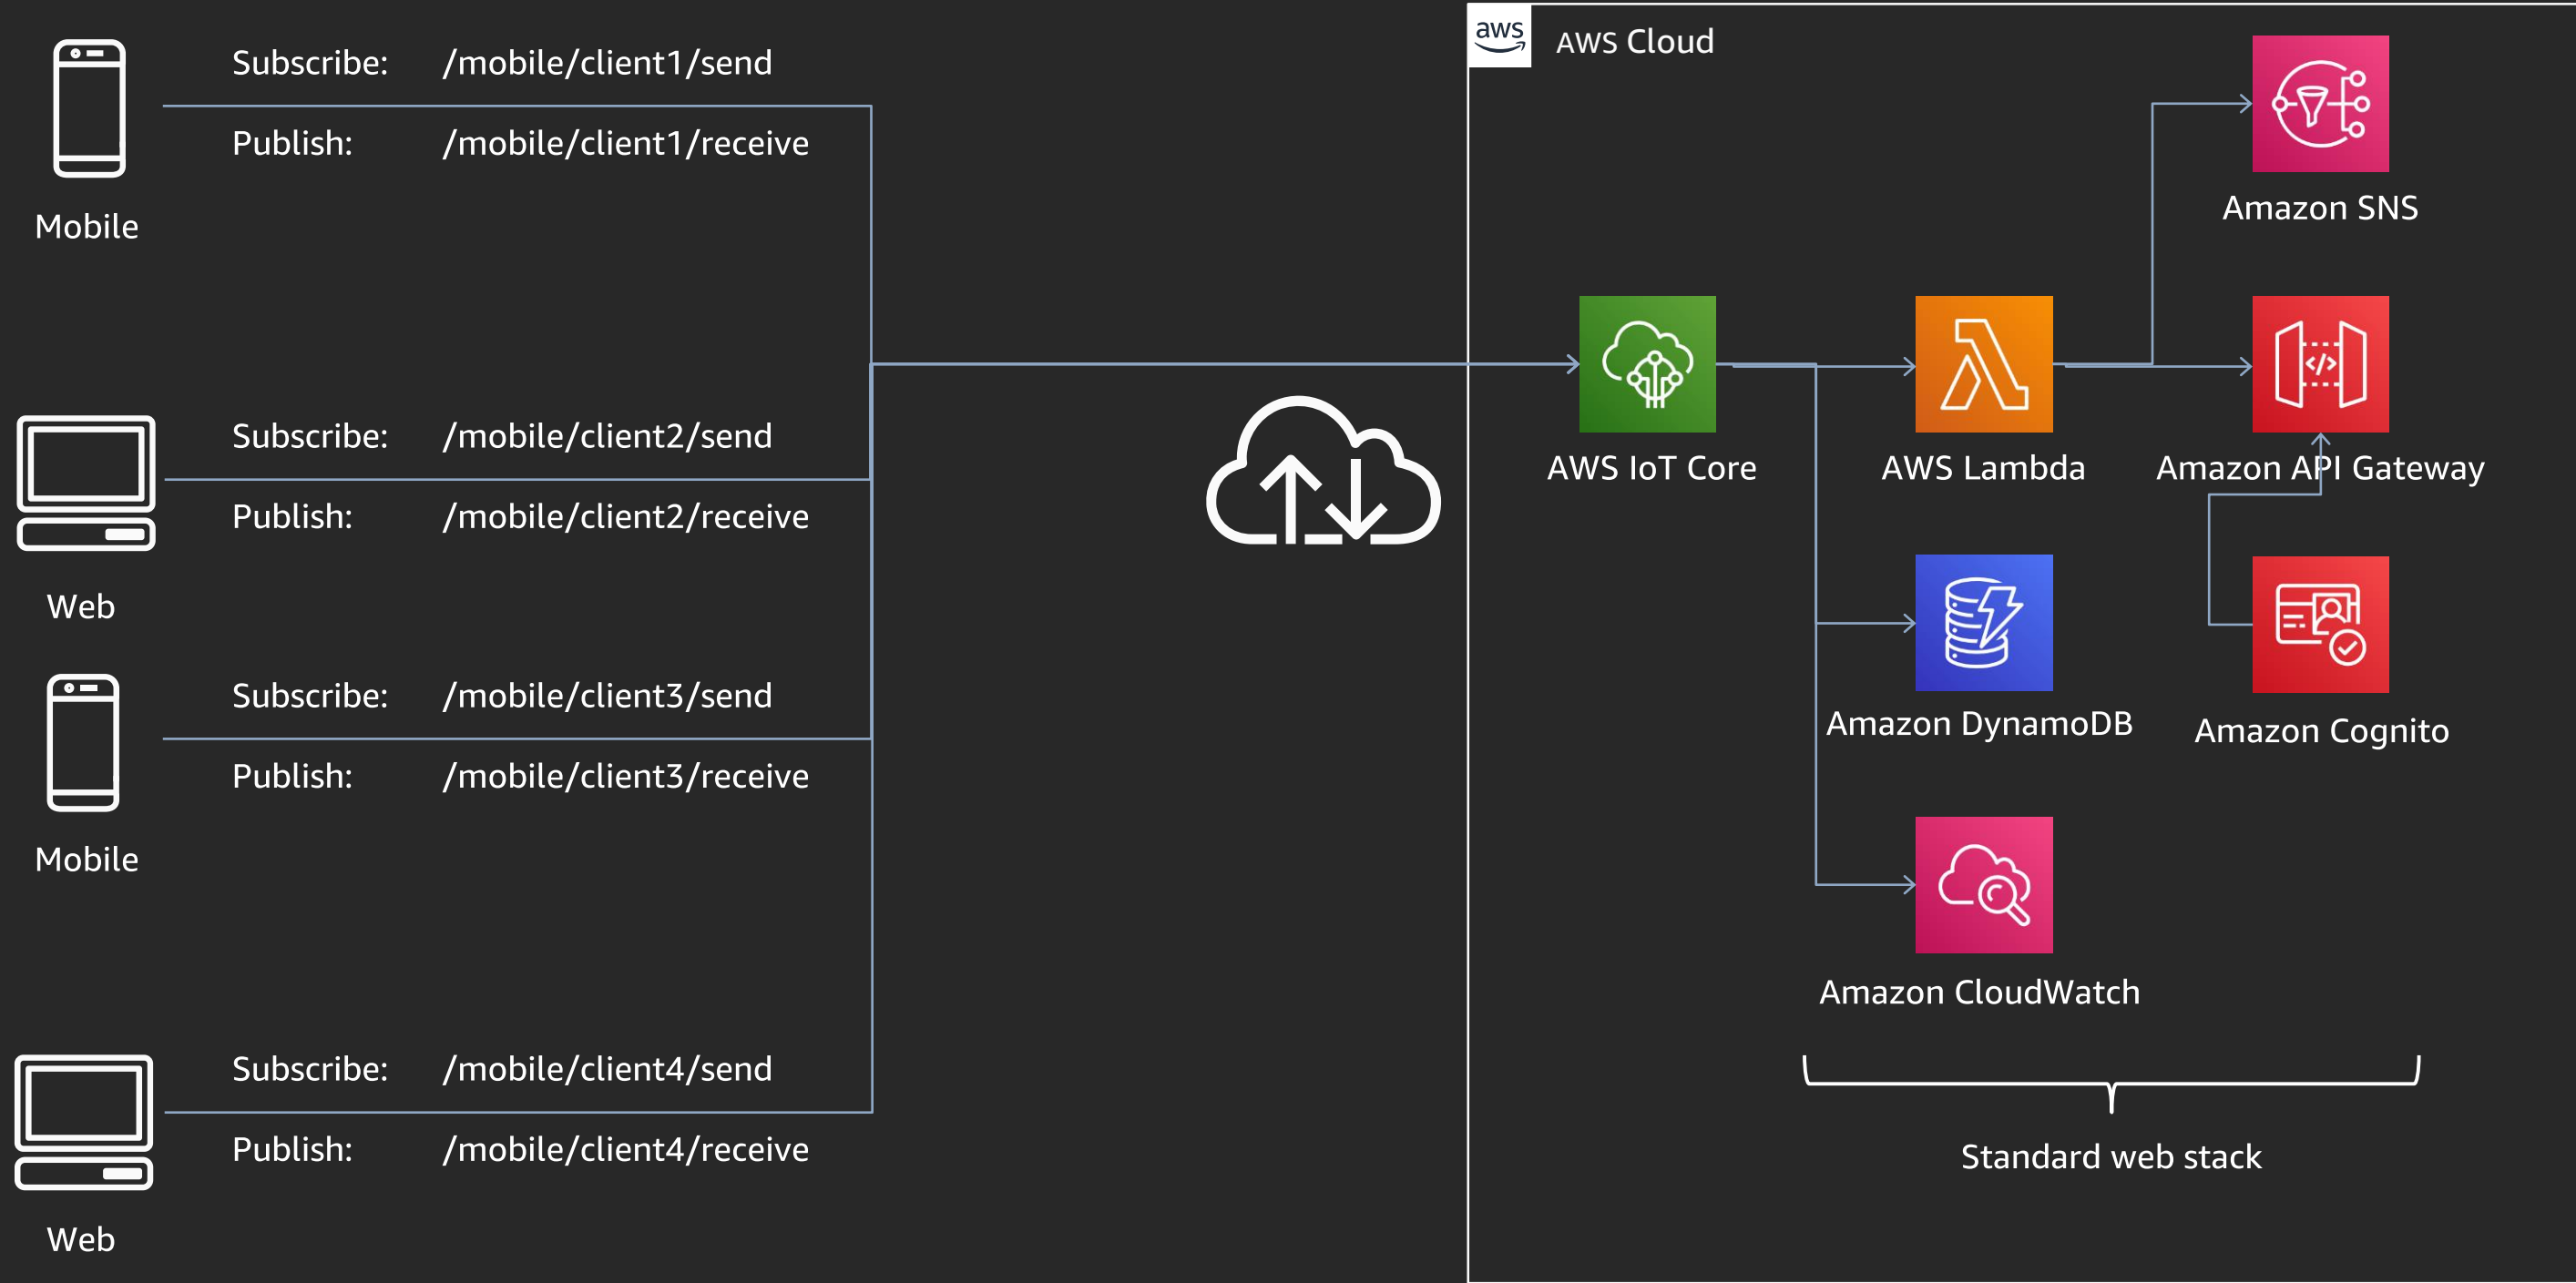 Subscribe: /mobile/client1/send
Publish: /mobile/client1/receive
Mobile
Subscribe: /mobile/client2/send
Publish: /mobile/client2/receive
Web
Subscribe: /mobile/client3/send
Publish: /mobile/client3/receive
Mobile
Subscribe: /mobile/client4/send
Publish: /mobile/client4/receive
Web
aws
AWS Cloud
Amazon SNS
AWS IoT Core
AWS Lambda
</>
Amazon API Gateway
Amazon DynamoDB
Amazon Cognito
Amazon CloudWatch
Standard web stack